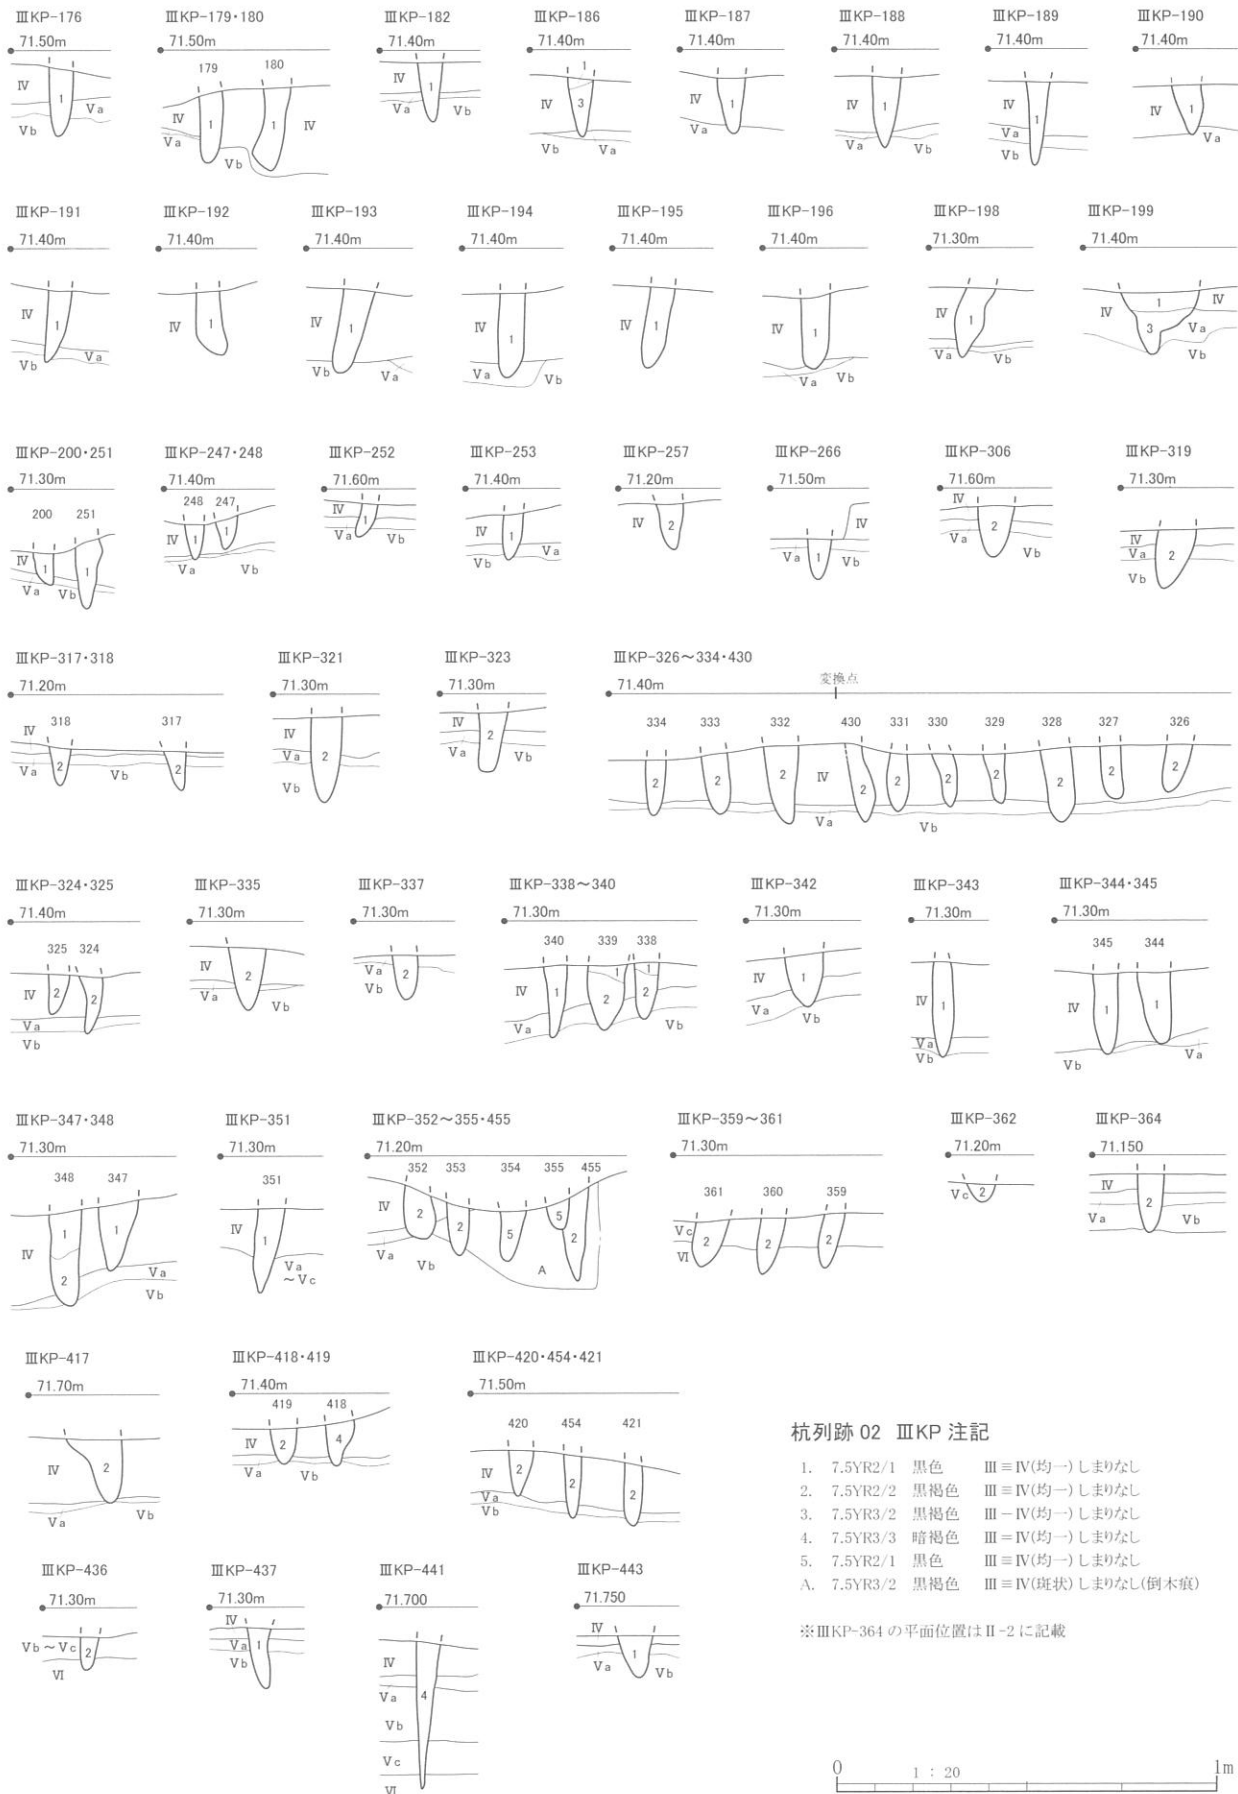 ⅢKP-176 ⅢKP-179・180 ⅢKP-182 ⅢKP-186 ⅢKP-187 ⅢKP-188 ⅢKP-189 ⅢKP-190
71.50m 71.50m 71.40m 71.40m 71.40m 71.40m 71.40m 71.40m
179 180 1
Ⅳ 1 Va Vb
Ⅳ 1 1 Ⅳ Va Vb
Ⅳ 1 Va Vb
Ⅳ 3 Vb Va
Ⅳ 1 Va
Ⅳ 1 Va Vb
Ⅳ 1 Va Vb
Ⅳ 1 Va
ⅢKP-191 ⅢKP-192 ⅢKP-193 ⅢKP-194 ⅢKP-195 ⅢKP-196 ⅢKP-198 ⅢKP-199
71.40m 71.40m 71.40m 71.40m 71.40m 71.40m 71.30m 71.40m
Ⅳ 1 Vb Va
Ⅳ 1
Ⅳ 1 Vb Va
Ⅳ 1 Va Vb
Ⅳ 1
Ⅳ 1 Va Vb
Ⅳ 1 Va Vb
Ⅳ 1 Ⅳ 3 Va Vb
ⅢKP-200・251 ⅢKP-247・248 ⅢKP-252 ⅢKP-253 ⅢKP-257 ⅢKP-266 ⅢKP-306 ⅢKP-319
71.30m 71.40m 71.60m 71.40m 71.20m 71.50m 71.60m 71.30m
200 251 248 247
Ⅳ 1 1 Va Vb
Ⅳ 1 1 Va Vb
Ⅳ 1 Va Vb
Ⅳ 1 Va Vb
Ⅳ 2
Ⅳ Va 1 Vb
Ⅳ 2 Va Vb
Ⅳ Va 2 Vb
ⅢKP-317・318 ⅢKP-321 ⅢKP-323 ⅢKP-326～334・430
71.20m 71.30m 71.30m 71.40m 変換点
318 317 334 333 332 430 331 330 329 328 327 326
Ⅳ Va 2 Vb 2
Ⅳ Va 2 Vb
Ⅳ 2 Va Vb
2 2 2 Ⅳ 2 2 2 2 2 2 2 Va Vb
ⅢKP-324・325 ⅢKP-335 ⅢKP-337 ⅢKP-338～340 ⅢKP-342 ⅢKP-343 ⅢKP-344・345
71.40m 71.30m 71.30m 71.30m 71.30m 71.30m 71.30m
325 324 340 339 338 345 344
Ⅳ 2 2 Va Vb
Ⅳ 2 Va Vb
Va 2 Vb
Ⅳ 1 1 2 1 2 Va Vb
Ⅳ 1 Va Vb
Ⅳ 1 Va Vb
Ⅳ 1 1 Vb Va
ⅢKP-347・348 ⅢKP-351 ⅢKP-352～355・455 ⅢKP-359～361 ⅢKP-362 ⅢKP-364
71.30m 71.30m 71.20m 71.30m 71.20m 71.150
348 347 351 352 353 354 355 455 361 360 359
Ⅳ 1 1 2 Va Vb
Ⅳ 1 Va～Vc
Ⅳ 2 2 5 5 2 Va Vb A
Vc Ⅵ 2 2 2
Vc 2
Ⅳ 2 Va Vb
ⅢKP-417 ⅢKP-418・419 ⅢKP-420・454・421
71.70m 71.40m 71.50m
419 418 420 454 421
Ⅳ 2 Va Vb
Ⅳ 2 4 Va Vb
Ⅳ 2 2 2 Va Vb
ⅢKP-436 ⅢKP-437 ⅢKP-441 ⅢKP-443
71.30m 71.30m 71.700 71.750
Vb～Vc 2 Ⅵ
Ⅳ Va 1 Vb
Ⅳ Va 4 Vb Vc Ⅵ
Ⅳ Va 1 Vb
杭列跡 02 ⅢKP 注記
1. 7.5YR2/1 黒色 Ⅲ≡Ⅳ(均一)しまりなし
2. 7.5YR2/2 黒褐色 Ⅲ≡Ⅳ(均一)しまりなし
3. 7.5YR3/2 黒褐色 Ⅲ－Ⅳ(均一)しまりなし
4. 7.5YR3/3 暗褐色 Ⅲ＝Ⅳ(均一)しまりなし
5. 7.5YR2/1 黒色 Ⅲ≡Ⅳ(均一)しまりなし
A. 7.5YR3/2 黒褐色 Ⅲ≡Ⅳ(斑状)しまりなし(倒木痕)
※ⅢKP-364 の平面位置はⅡ-2 に記載
0 1 : 20 1m